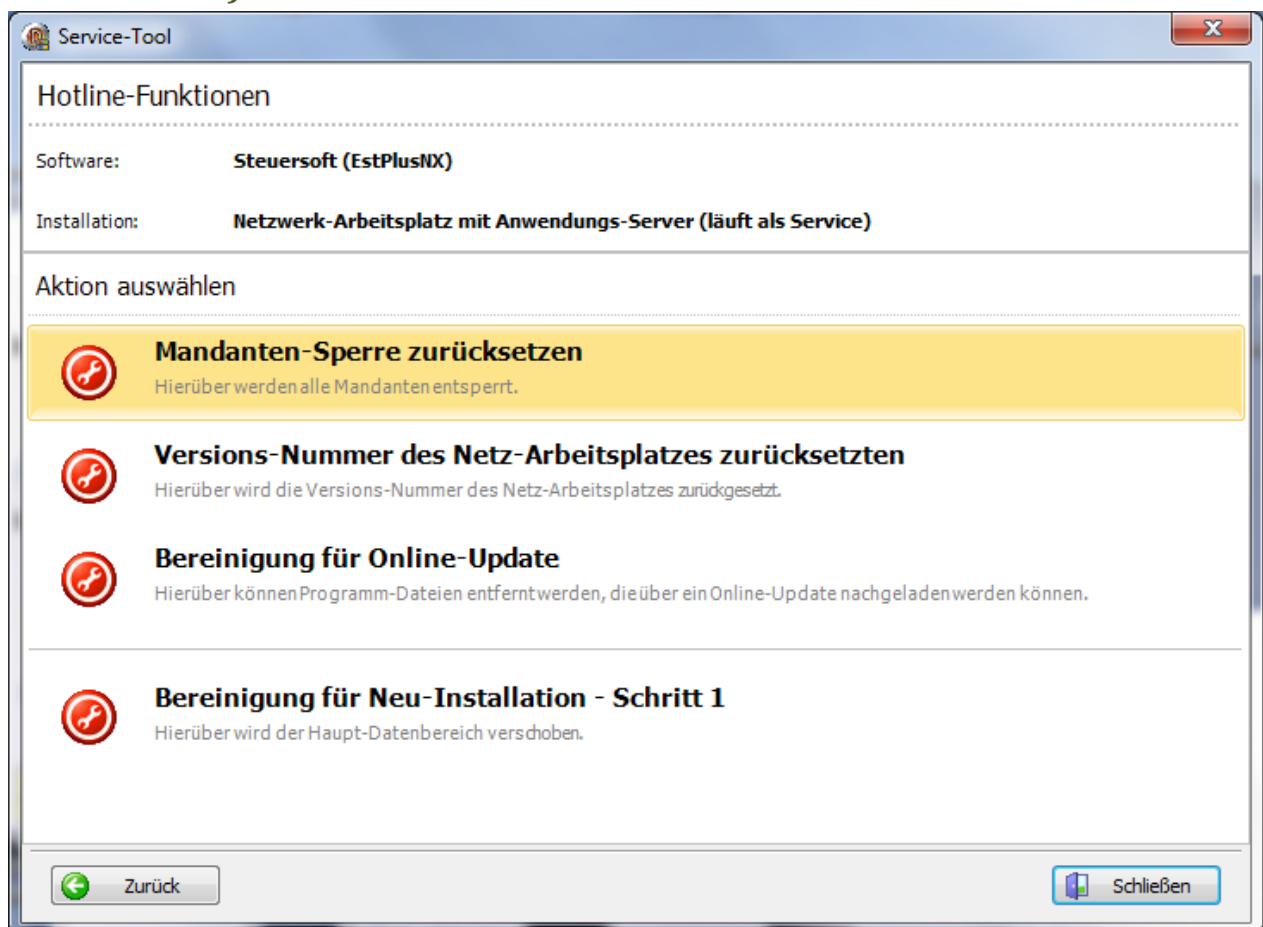 Service-Tool
Hotline-Funktionen
Software: Steuersoft (EstPlusNX)
Installation: Netzwerk-Arbeitsplatz mit Anwendungs-Server (läuft als Service)
Aktion auswählen
Mandanten-Sperre zurücksetzen
Hierüber werden alle Mandanten entsperrt.
Versions-Nummer des Netz-Arbeitsplatzes zurücksetzten
Hierüber wird die Versions-Nummer des Netz-Arbeitsplatzes zurückgesetzt.
Bereinigung für Online-Update
Hierüber können Programm-Dateien entfernt werden, die über ein Online-Update nachgeladen werden können.
Bereinigung für Neu-Installation - Schritt 1
Hierüber wird der Haupt-Datenbereich verschoben.
Zurück Schließen